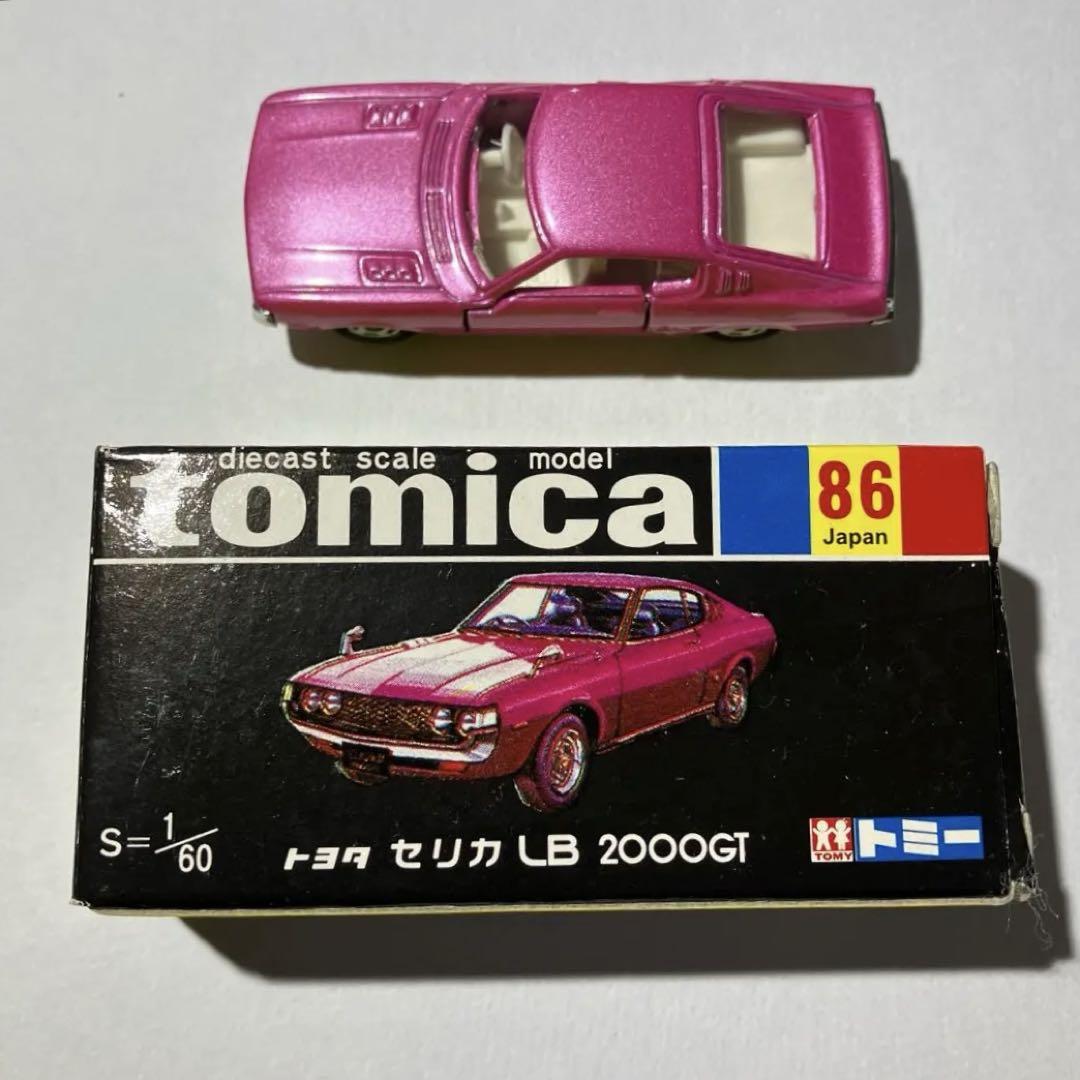 diecast scale model
tomica
86
Japan
S=1/60
トヨタ セリカ LB 2000GT
TOMY
トミー